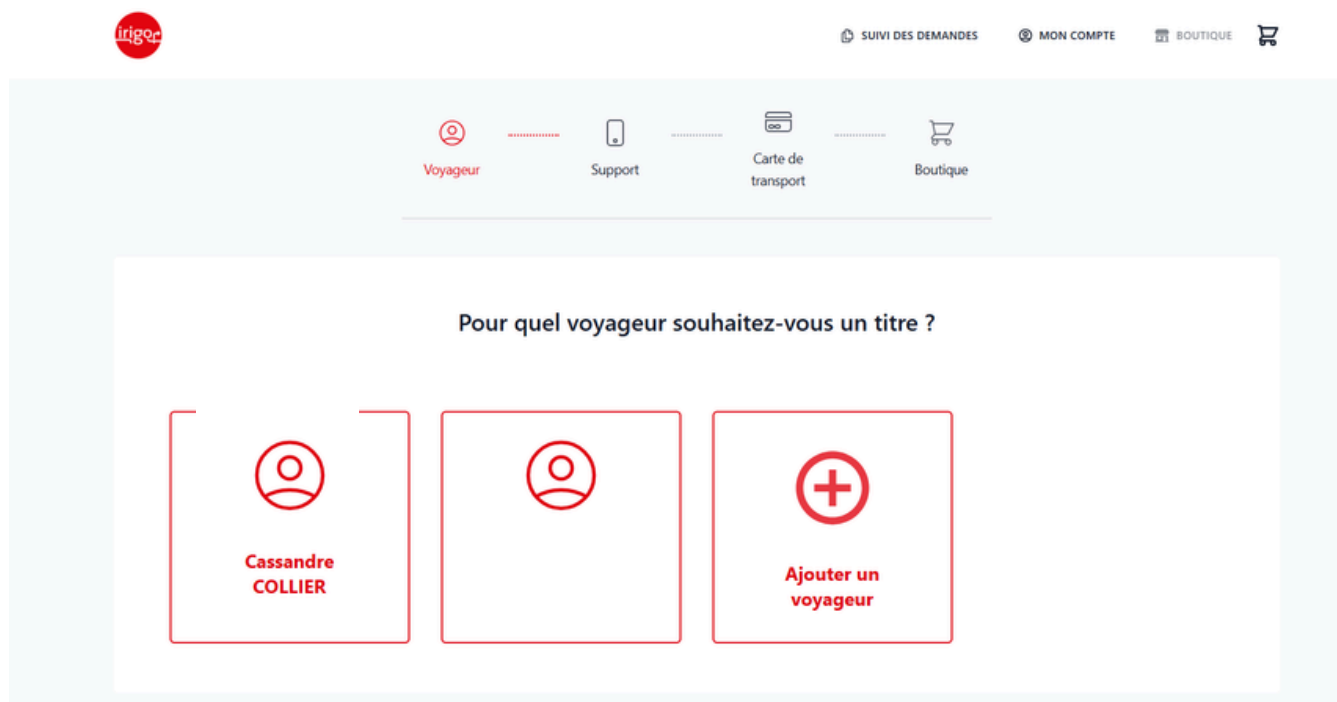 irigo
SUIVI DES DEMANDES
MON COMPTE
BOUTIQUE
Voyageur
Support
Carte de
transport
Boutique
Pour quel voyageur souhaitez-vous un titre ?
Cassandre
COLLIER
Ajouter un
voyageur